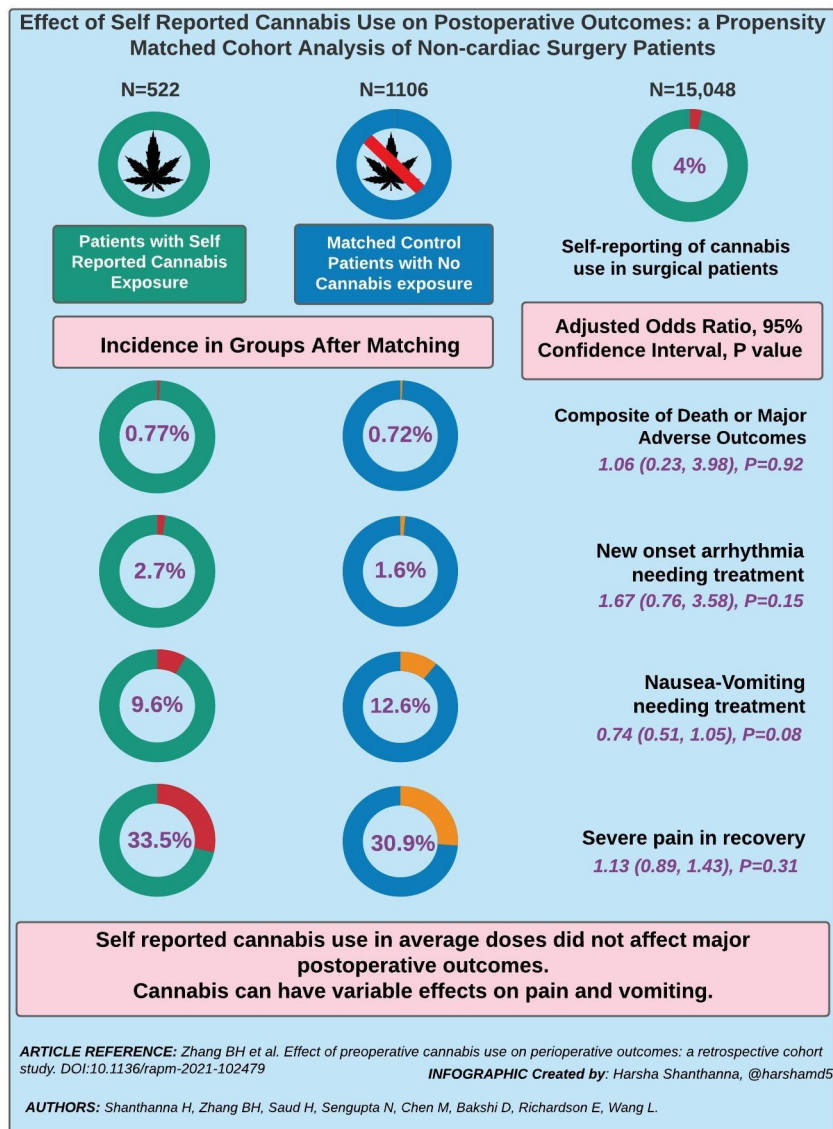 Effect of Self Reported Cannabis Use on Postoperative Outcomes: a Propensity
Matched Cohort Analysis of Non-cardiac Surgery Patients
N=522
N=1106
N=15,048
4%
Patients with Self
Reported Cannabis
Exposure
Matched Control
Patients with No
Cannabis exposure
Self-reporting of cannabis
use in surgical patients
Incidence in Groups After Matching
Adjusted Odds Ratio, 95%
Confidence Interval, P value
0.77%
0.72%
Composite of Death or Major
Adverse Outcomes
1.06 (0.23, 3.98), P=0.92
2.7%
1.6%
New onset arrhythmia
needing treatment
1.67 (0.76, 3.58), P=0.15
9.6%
12.6%
Nausea-Vomiting
needing treatment
0.74 (0.51, 1.05), P=0.08
33.5%
30.9%
Severe pain in recovery
1.13 (0.89, 1.43), P=0.31
Self reported cannabis use in average doses did not affect major
postoperative outcomes.
Cannabis can have variable effects on pain and vomiting.
ARTICLE REFERENCE: Zhang BH et al. Effect of preoperative cannabis use on perioperative outcomes: a retrospective cohort
study. DOI:10.1136/rapm-2021-102479
INFOGRAPHIC Created by: Harsha Shanthanna, @harshamd5
AUTHORS: Shanthanna H, Zhang BH, Saud H, Sengupta N, Chen M, Bakshi D, Richardson E, Wang L.